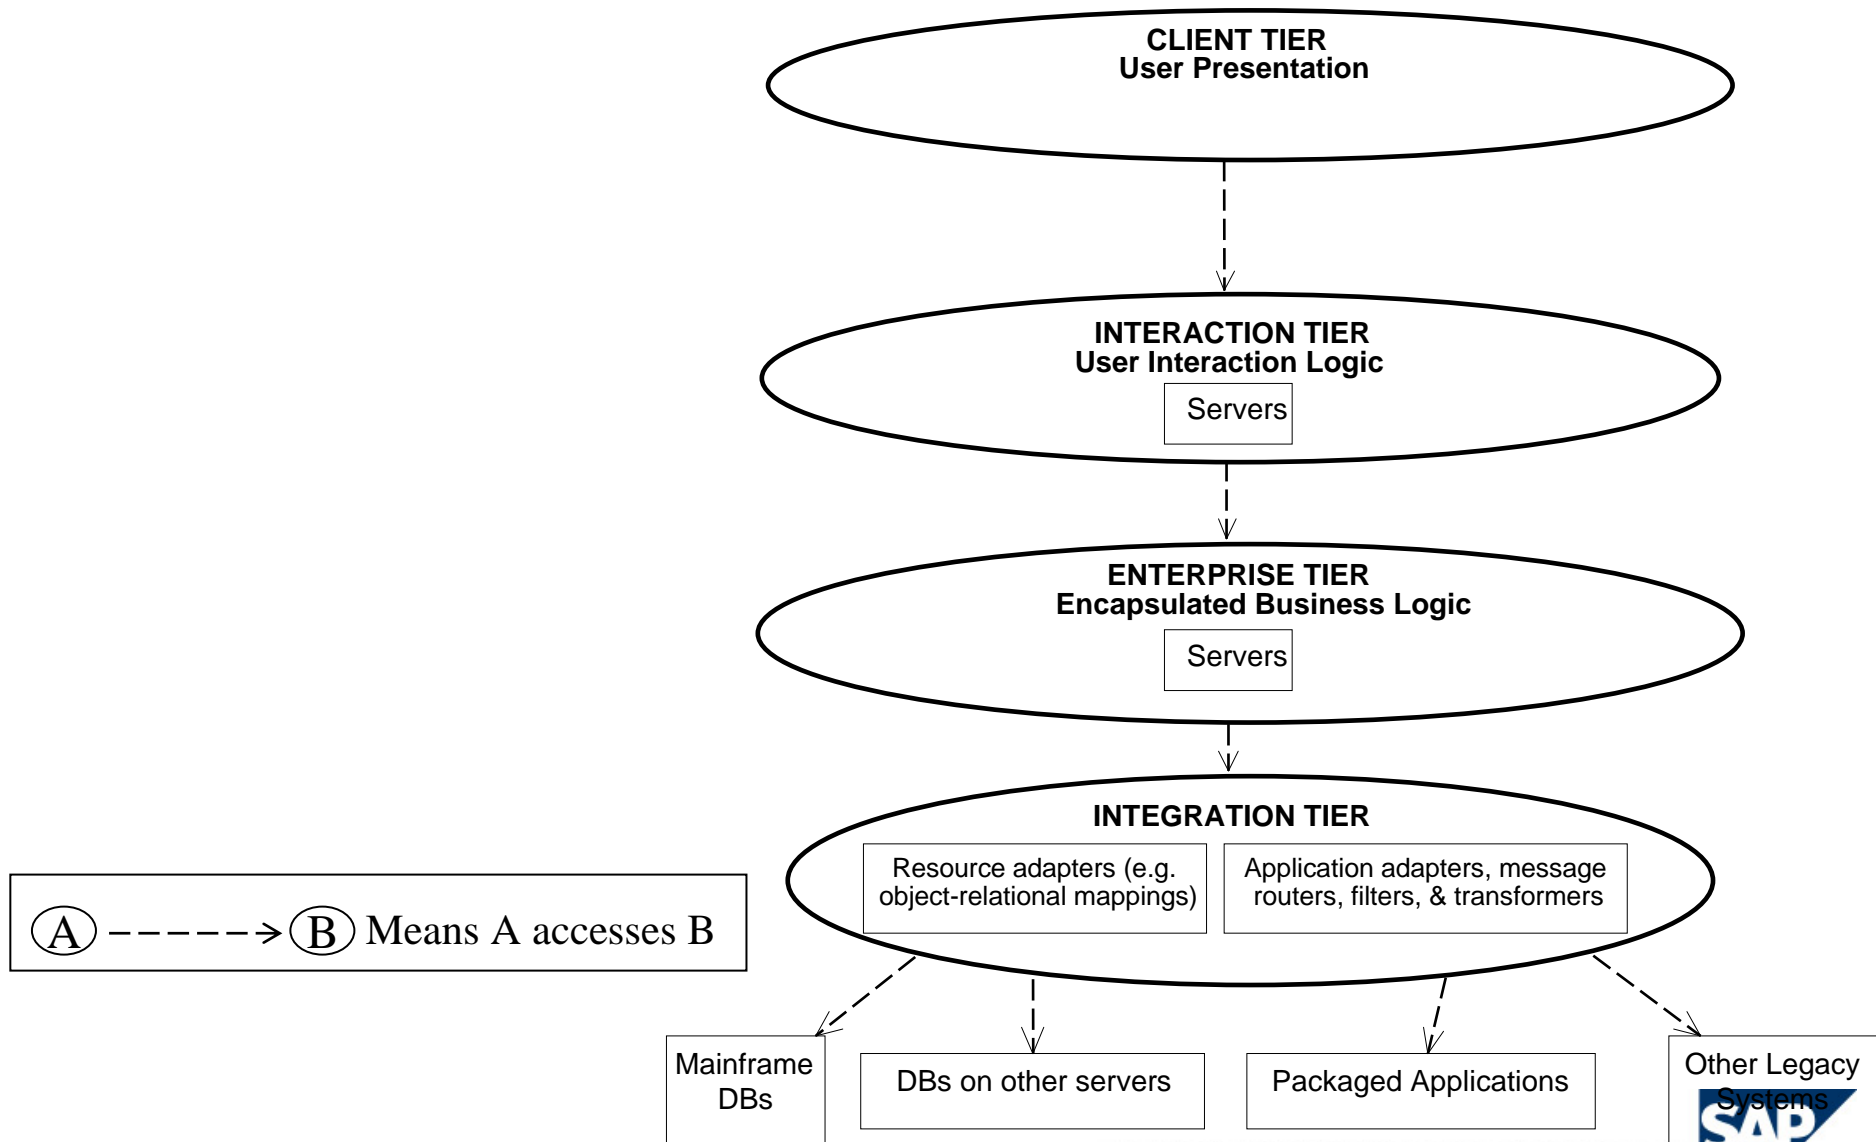 CLIENT TIER
User Presentation
INTERACTION TIER
User Interaction Logic
Servers
ENTERPRISE TIER
Encapsulated Business Logic
Servers
INTEGRATION TIER
Resource adapters (e.g.
object-relational mappings)
Application adapters, message
routers, filters, & transformers
A B Means A accesses B
Mainframe
DBs
DBs on other servers
Packaged Applications
Other Legacy
Systems
SAP